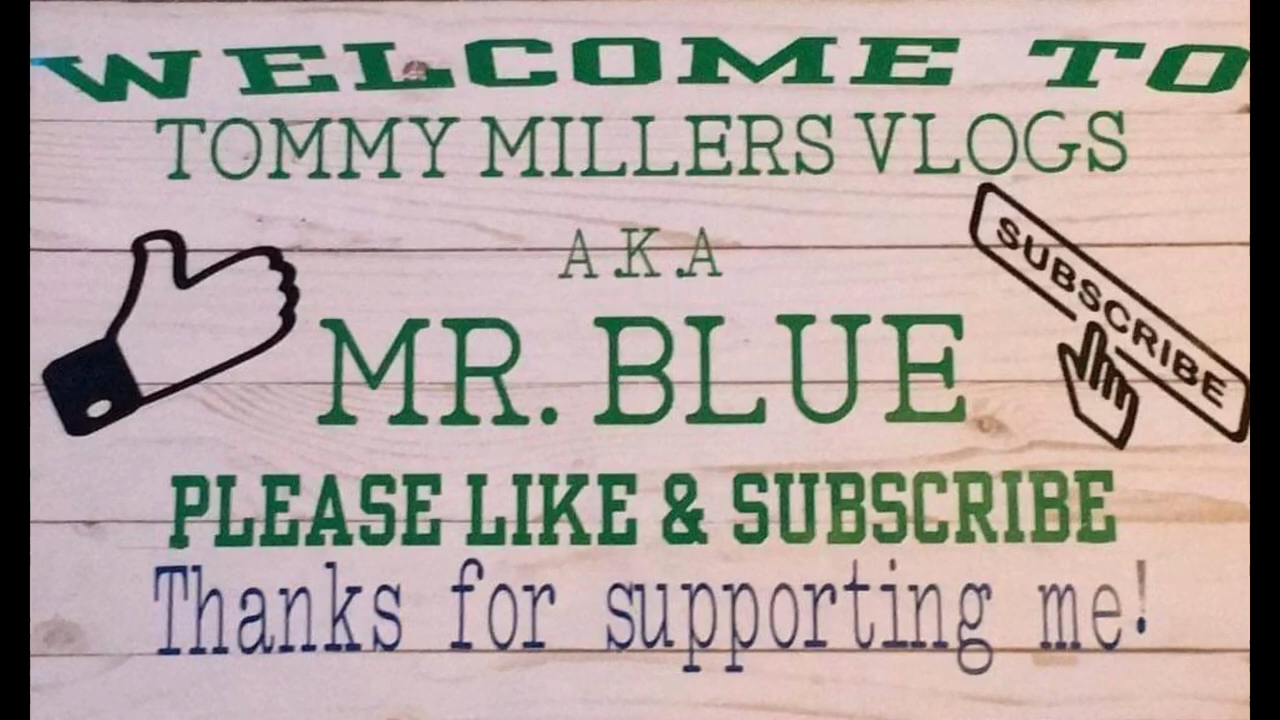 WELCOME TO
TOMMY MILLERS VLOGS
A.K.A
MR. BLUE
SUBSCRIBE
PLEASE LIKE & SUBSCRIBE
Thanks for supporting me!